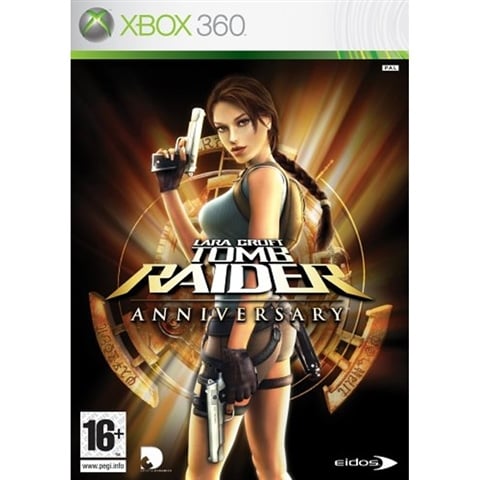 XBOX 360
PAL
LARA CROFT
TOMB
RAIDER
ANNIVERSARY
16+
www.pegi.info
eidos